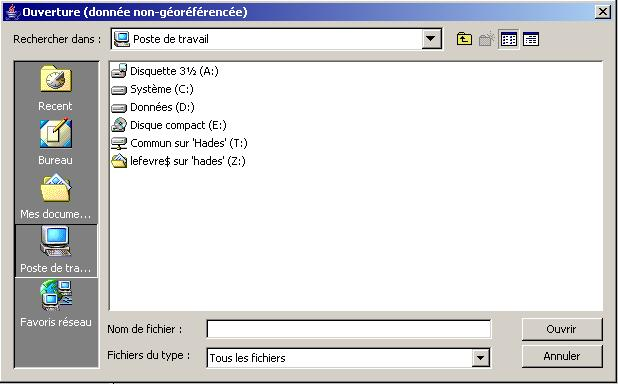 Ouverture (donnée non-géoréférencée)
Rechercher dans :
Poste de travail
Recent
Bureau
Mes docume...
Poste de tra...
Favoris réseau
Disquette 3½ (A:)
Système (C:)
Données (D:)
Disque compact (E:)
Commun sur 'Hades' (T:)
lefevre$ sur 'hades' (Z:)
Nom de fichier :
Ouvrir
Fichiers du type :
Tous les fichiers
Annuler